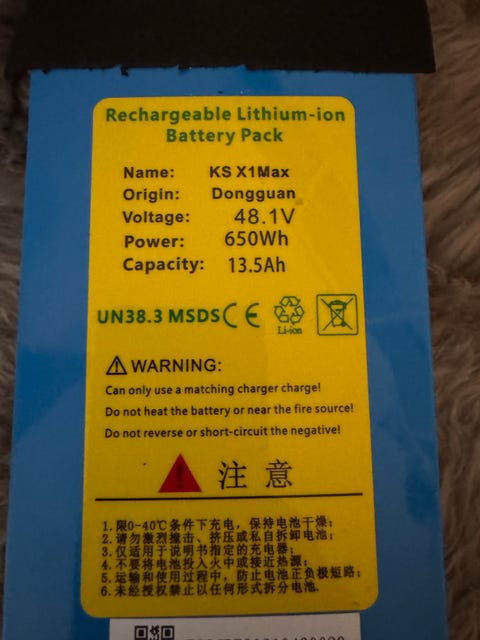 Rechargeable Lithium-ion
Battery Pack
Name: KS X1Max
Origin: Dongguan
Voltage: 48.1V
Power: 650Wh
Capacity: 13.5Ah
UN38.3 MSDS CE
Li-ion
WARNING:
Can only use a matching charger charge!
Do not heat the battery or near the fire source!
Do not reverse or short-circuit the negative!
注 意
1.限0-40℃条件下充电，保持电池干燥；
2.请勿激烈撞击、挤压或私自拆卸电池；
3.仅适用于说明书指定的充电器；
4.不要将电池投入火中或接近热源；
5.运输和使用过程中，防止电池正负极短路；
6.未经授权禁止以任何形式拆分电池.